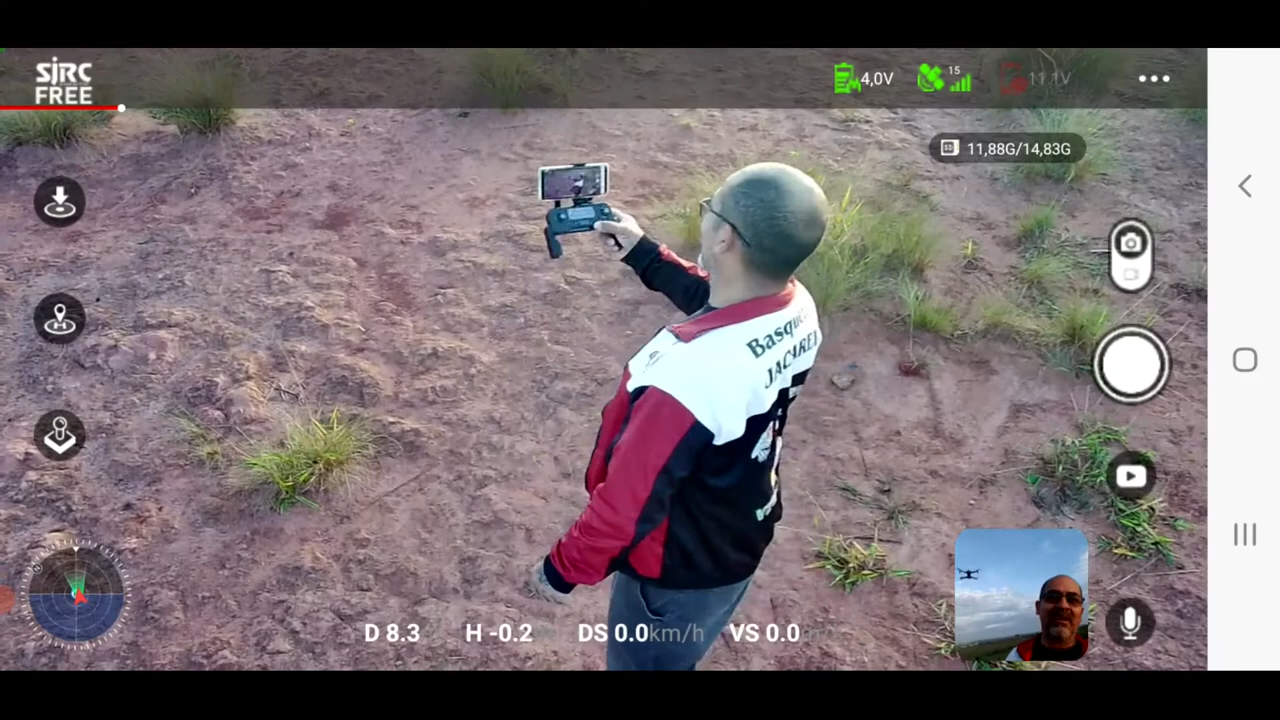 SJRC
FREE
4,0V
15
11.1V
11,88G/14,83G
Basque
JACAREÍ
D 8.3
H -0.2
DS 0.0km/h
VS 0.0